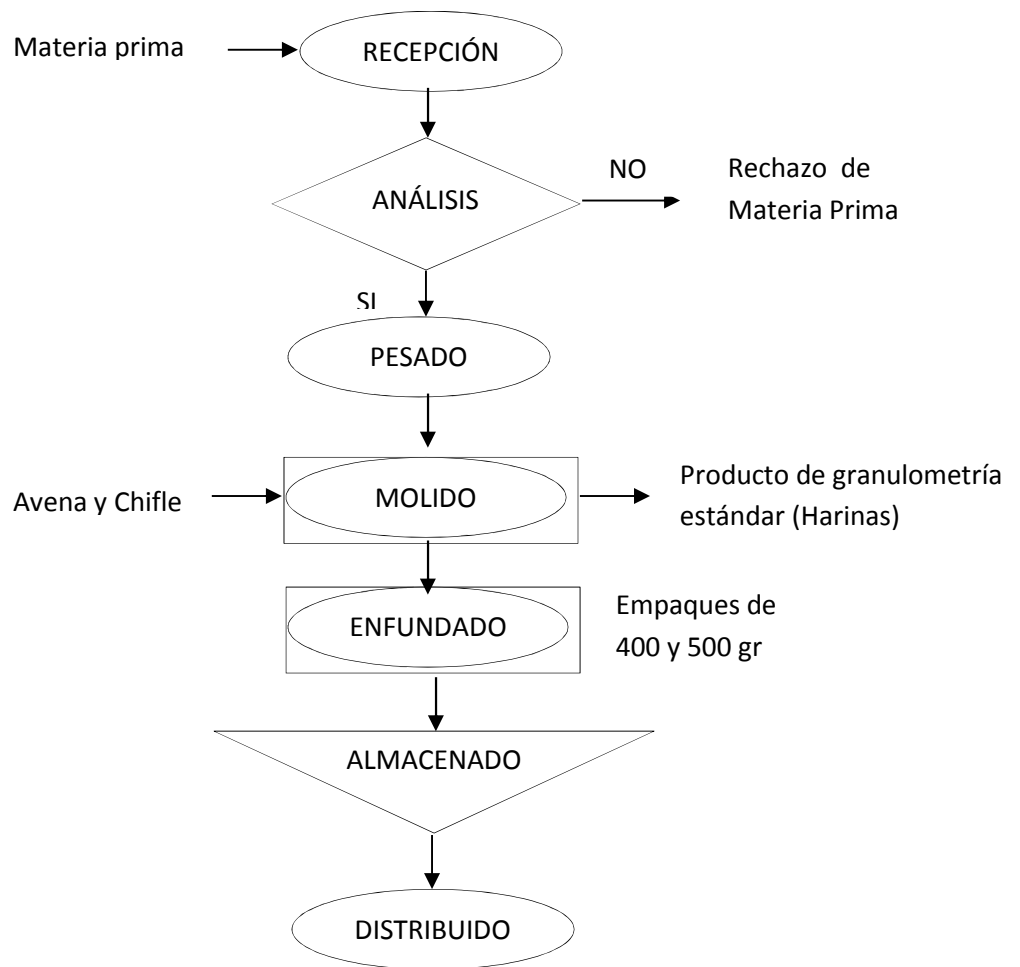 Materia prima
RECEPCIÓN
ANÁLISIS
NO
Rechazo de
Materia Prima
SI
PESADO
Avena y Chifle
MOLIDO
Producto de granulometría
estándar (Harinas)
ENFUNDADO
Empaques de
400 y 500 gr
ALMACENADO
DISTRIBUIDO